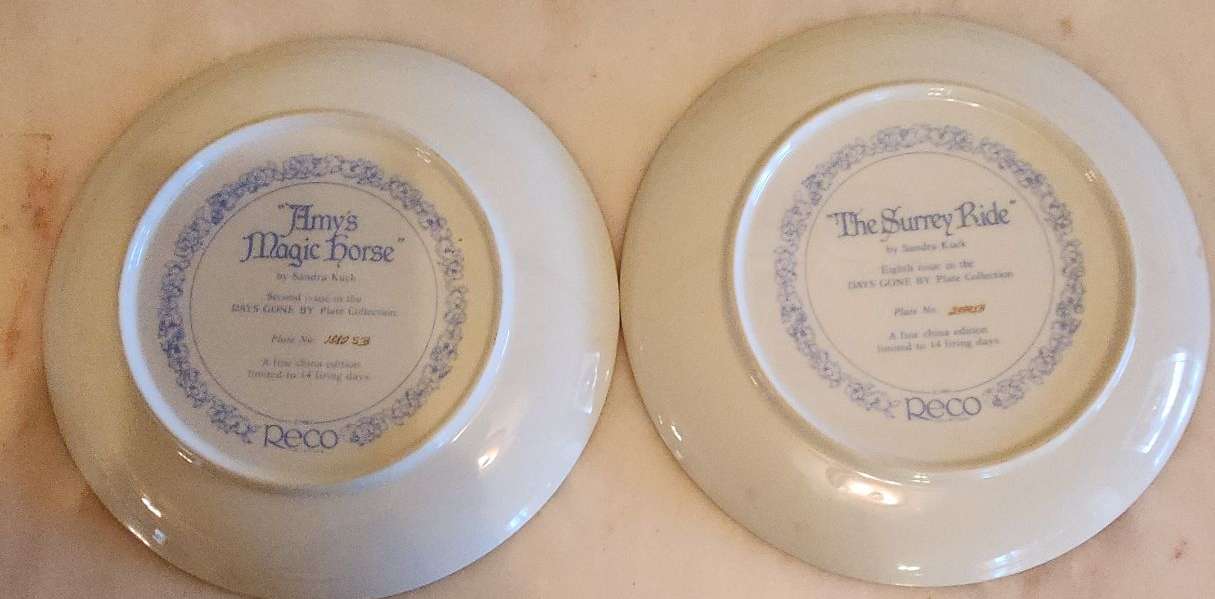 "Amy's
Magic Horse"
by Sandra Kuck
Second issue in the
DAYS GONE BY Plate Collection
Plate No.
A fine china edition
limited to 14 firing days
Reco
"The Surrey Ride"
by Sandra Kuck
Eighth issue in the
DAYS GONE BY Plate Collection
Plate No.
A fine china edition
limited to 14 firing days
Reco